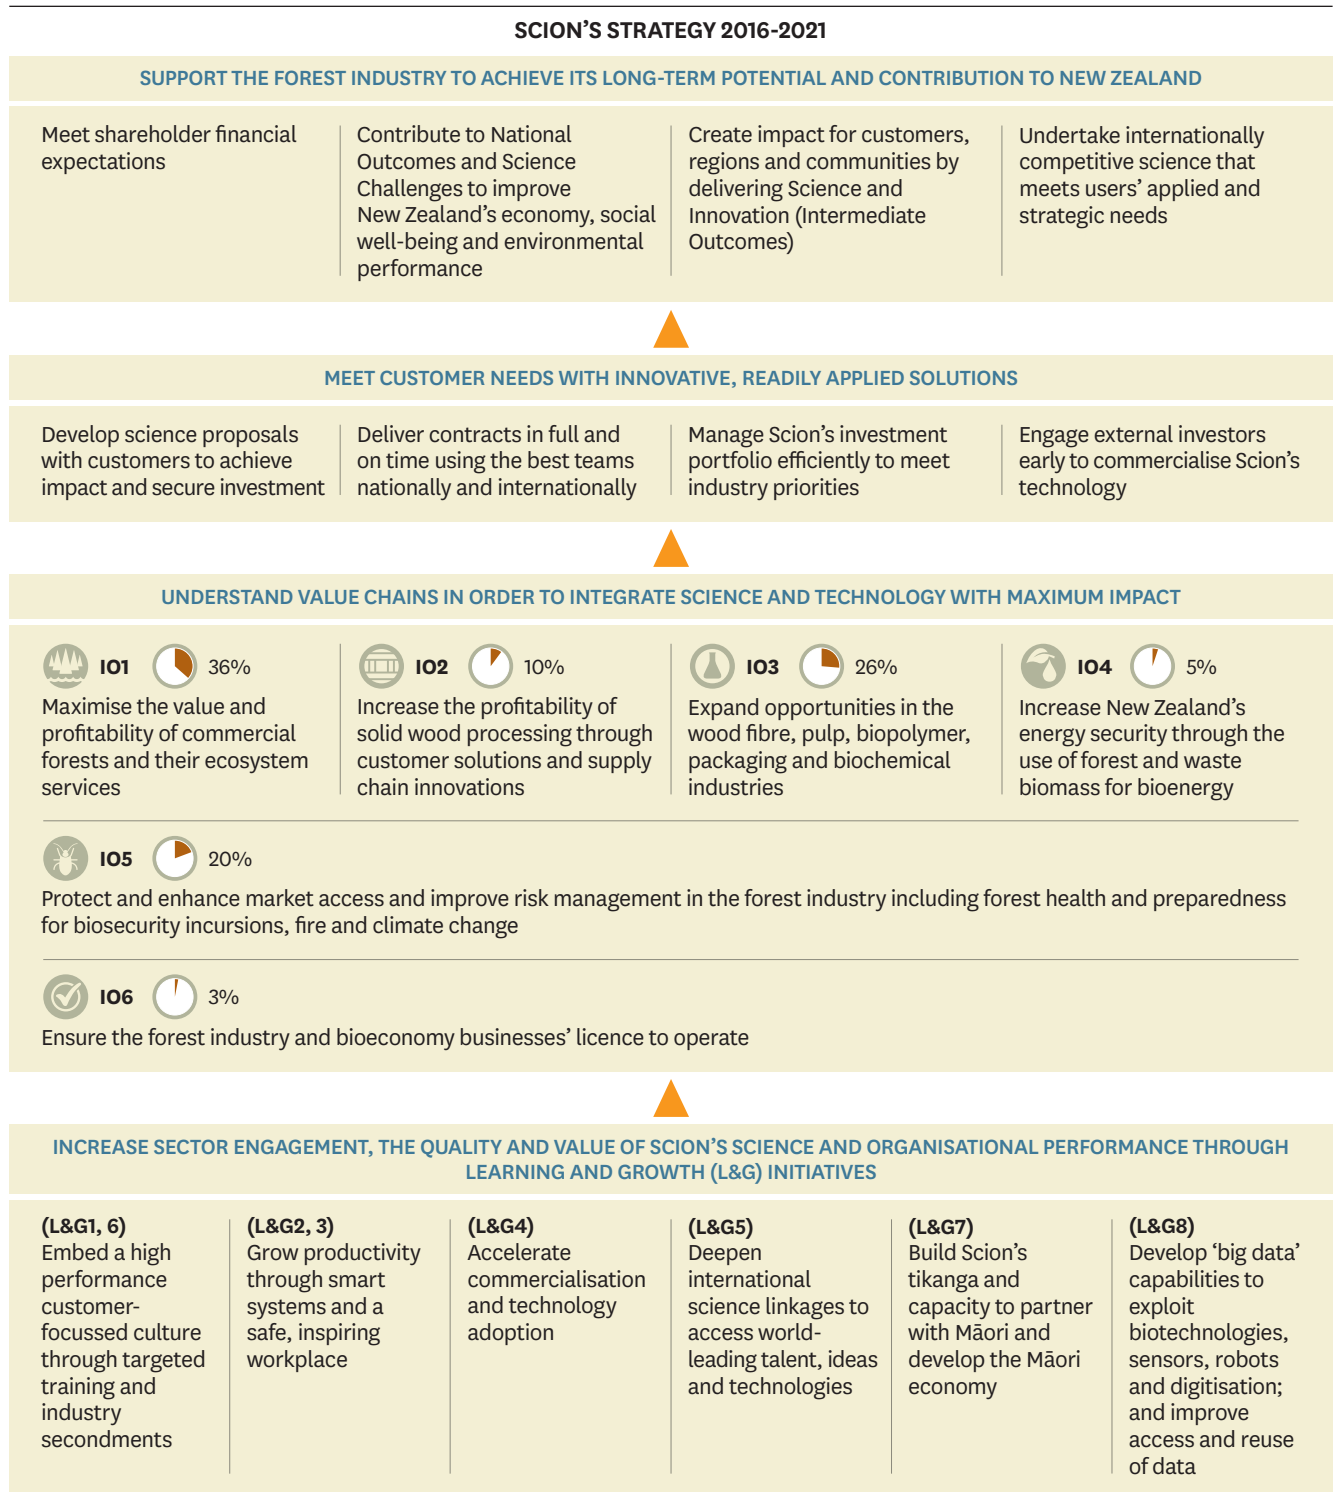 SCION'S STRATEGY 2016-2021
SUPPORT THE FOREST INDUSTRY TO ACHIEVE ITS LONG-TERM POTENTIAL AND CONTRIBUTION TO NEW ZEALAND
Meet shareholder financial
expectations
Contribute to National
Outcomes and Science
Challenges to improve
New Zealand's economy, social
well-being and environmental
performance
Create impact for customers,
regions and communities by
delivering Science and
Innovation (Intermediate
Outcomes)
Undertake internationally
competitive science that
meets users' applied and
strategic needs
MEET CUSTOMER NEEDS WITH INNOVATIVE, READILY APPLIED SOLUTIONS
Develop science proposals
with customers to achieve
impact and secure investment
Deliver contracts in full and
on time using the best teams
nationally and internationally
Manage Scion's investment
portfolio efficiently to meet
industry priorities
Engage external investors
early to commercialise Scion's
technology
UNDERSTAND VALUE CHAINS IN ORDER TO INTEGRATE SCIENCE AND TECHNOLOGY WITH MAXIMUM IMPACT
IO1 36%
Maximise the value and
profitability of commercial
forests and their ecosystem
services
IO2 10%
Increase the profitability of
solid wood processing through
customer solutions and supply
chain innovations
IO3 26%
Expand opportunities in the
wood fibre, pulp, biopolymer,
packaging and biochemical
industries
IO4 5%
Increase New Zealand's
energy security through the
use of forest and waste
biomass for bioenergy
IO5 20%
Protect and enhance market access and improve risk management in the forest industry including forest health and preparedness
for biosecurity incursions, fire and climate change
IO6 3%
Ensure the forest industry and bioeconomy businesses' licence to operate
INCREASE SECTOR ENGAGEMENT, THE QUALITY AND VALUE OF SCION'S SCIENCE AND ORGANISATIONAL PERFORMANCE THROUGH
LEARNING AND GROWTH (L&G) INITIATIVES
(L&G1, 6)
Embed a high
performance
customer-
focussed culture
through targeted
training and
industry
secondments
(L&G2, 3)
Grow productivity
through smart
systems and a
safe, inspiring
workplace
(L&G4)
Accelerate
commercialisation
and technology
adoption
(L&G5)
Deepen
international
science linkages to
access world-
leading talent, ideas
and technologies
(L&G7)
Build Scion's
tikanga and
capacity to partner
with Māori and
develop the Māori
economy
(L&G8)
Develop 'big data'
capabilities to
exploit
biotechnologies,
sensors, robots
and digitisation;
and improve
access and reuse
of data